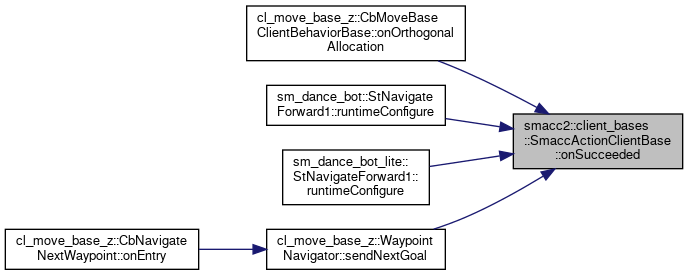 cl_move_base_z::CbMoveBase
ClientBehaviorBase::onOrthogonal
Allocation
sm_dance_bot::StNavigate
Forward1::runtimeConfigure
smacc2::client_bases
::SmaccActionClientBase
::onSucceeded
sm_dance_bot_lite::
StNavigateForward1::
runtimeConfigure
cl_move_base_z::CbNavigate
NextWaypoint::onEntry
cl_move_base_z::Waypoint
Navigator::sendNextGoal